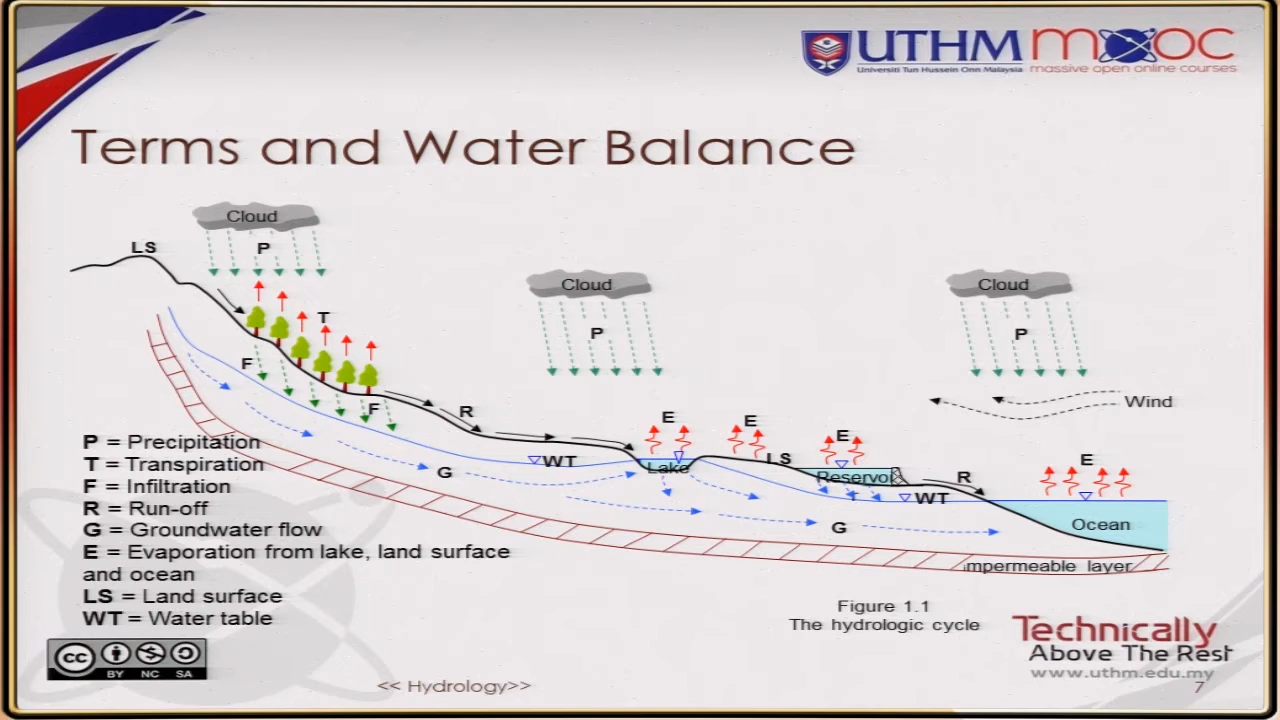 UTHM mooc
Universiti Tun Hussein Onn Malaysia massive open online courses
Terms and Water Balance
Cloud
LS
P
Cloud
Cloud
T
P
P
F
F
R
Wind
E
E
E
E
P = Precipitation
T = Transpiration
F = Infiltration
R = Run-off
G = Groundwater flow
E = Evaporation from lake, land surface
and ocean
LS = Land surface
WT = Water table
G
WT
Lake
LS
Reservoi
R
WT
G
Ocean
impermeable layer
Figure 1.1
The hydrologic cycle
Technically
Above The Rest
www.uthm.edu.my
cc BY NC SA
<< Hydrology>>
7